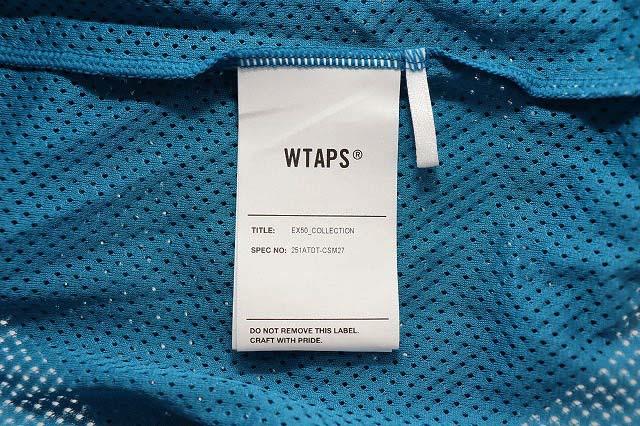 WTAPS®
TITLE: EX50_COLLECTION
SPEC NO: 251ATDT-CSM27
DO NOT REMOVE THIS LABEL.
CRAFT WITH PRIDE.